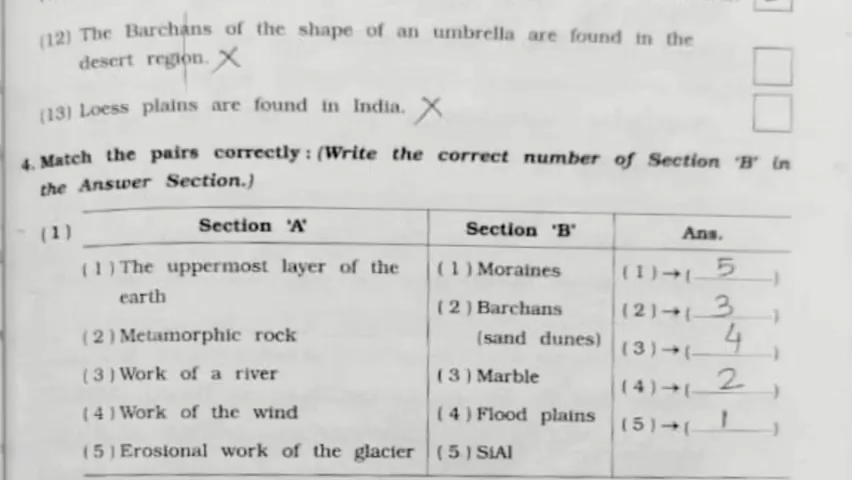 (12) The Barchans of the shape of an umbrella are found in the
desert region. X
(13) Loess plains are found in India. X
4. Match the pairs correctly : (Write the correct number of Section 'B' in
the Answer Section.)
(1) Section 'A' Section 'B' Ans.
(1) The uppermost layer of the (1) Moraines (1)→( 5 )
earth (2) Barchans (2)→( 3 )
(2) Metamorphic rock (sand dunes) (3)→( 4 )
(3) Work of a river (3) Marble (4)→( 2 )
(4) Work of the wind (4) Flood plains (5)→( 1 )
(5) Erosional work of the glacier (5) SiAl